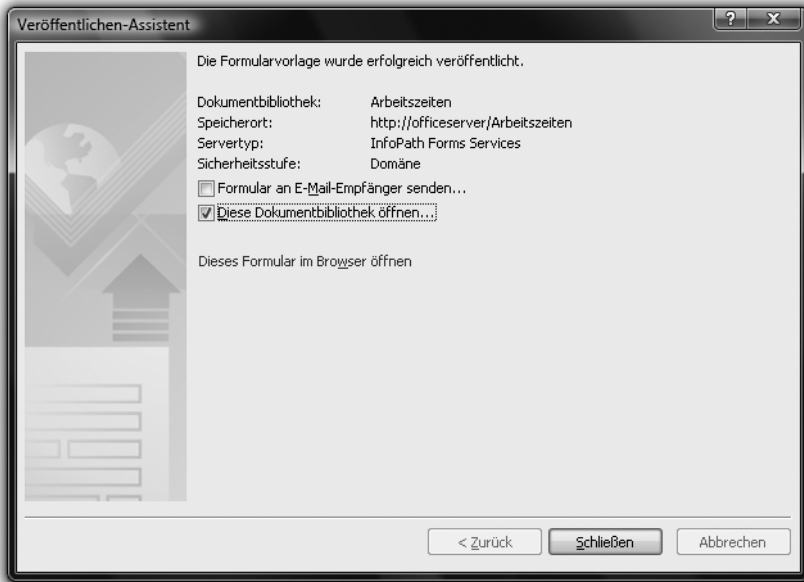 Veröffentlichen-Assistent
? X
Die Formularvorlage wurde erfolgreich veröffentlicht.
Dokumentbibliothek: Arbeitszeiten
Speicherort: http://officeserver/Arbeitszeiten
Servertyp: InfoPath Forms Services
Sicherheitsstufe: Domäne
Formular an E-Mail-Empfänger senden...
Diese Dokumentbibliothek öffnen...
Dieses Formular im Browser öffnen
< Zurück Schließen Abbrechen